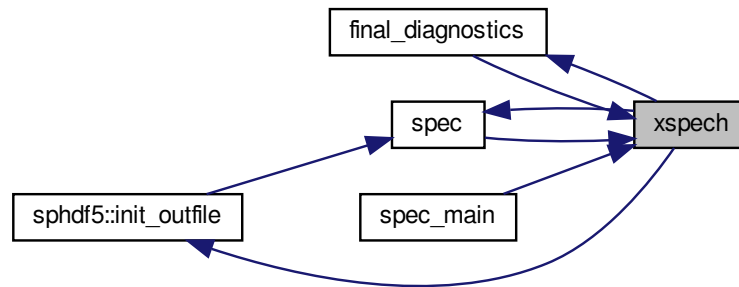 final_diagnostics
spec
xspech
sphdf5::init_outfile
spec_main